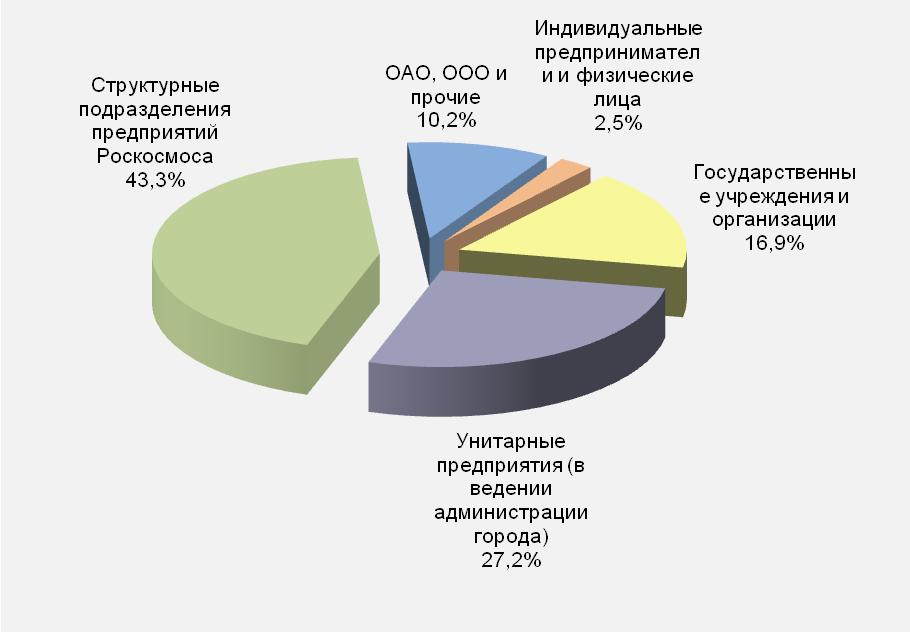 Структурные
подразделения
предприятий
Роскосмоса
43,3%
ОАО, ООО и
прочие
10,2%
Индивидуальные
предпринимател
и и физические
лица
2,5%
Государственны
е учреждения и
организации
16,9%
Унитарные
предприятия (в
ведении
администрации
города)
27,2%